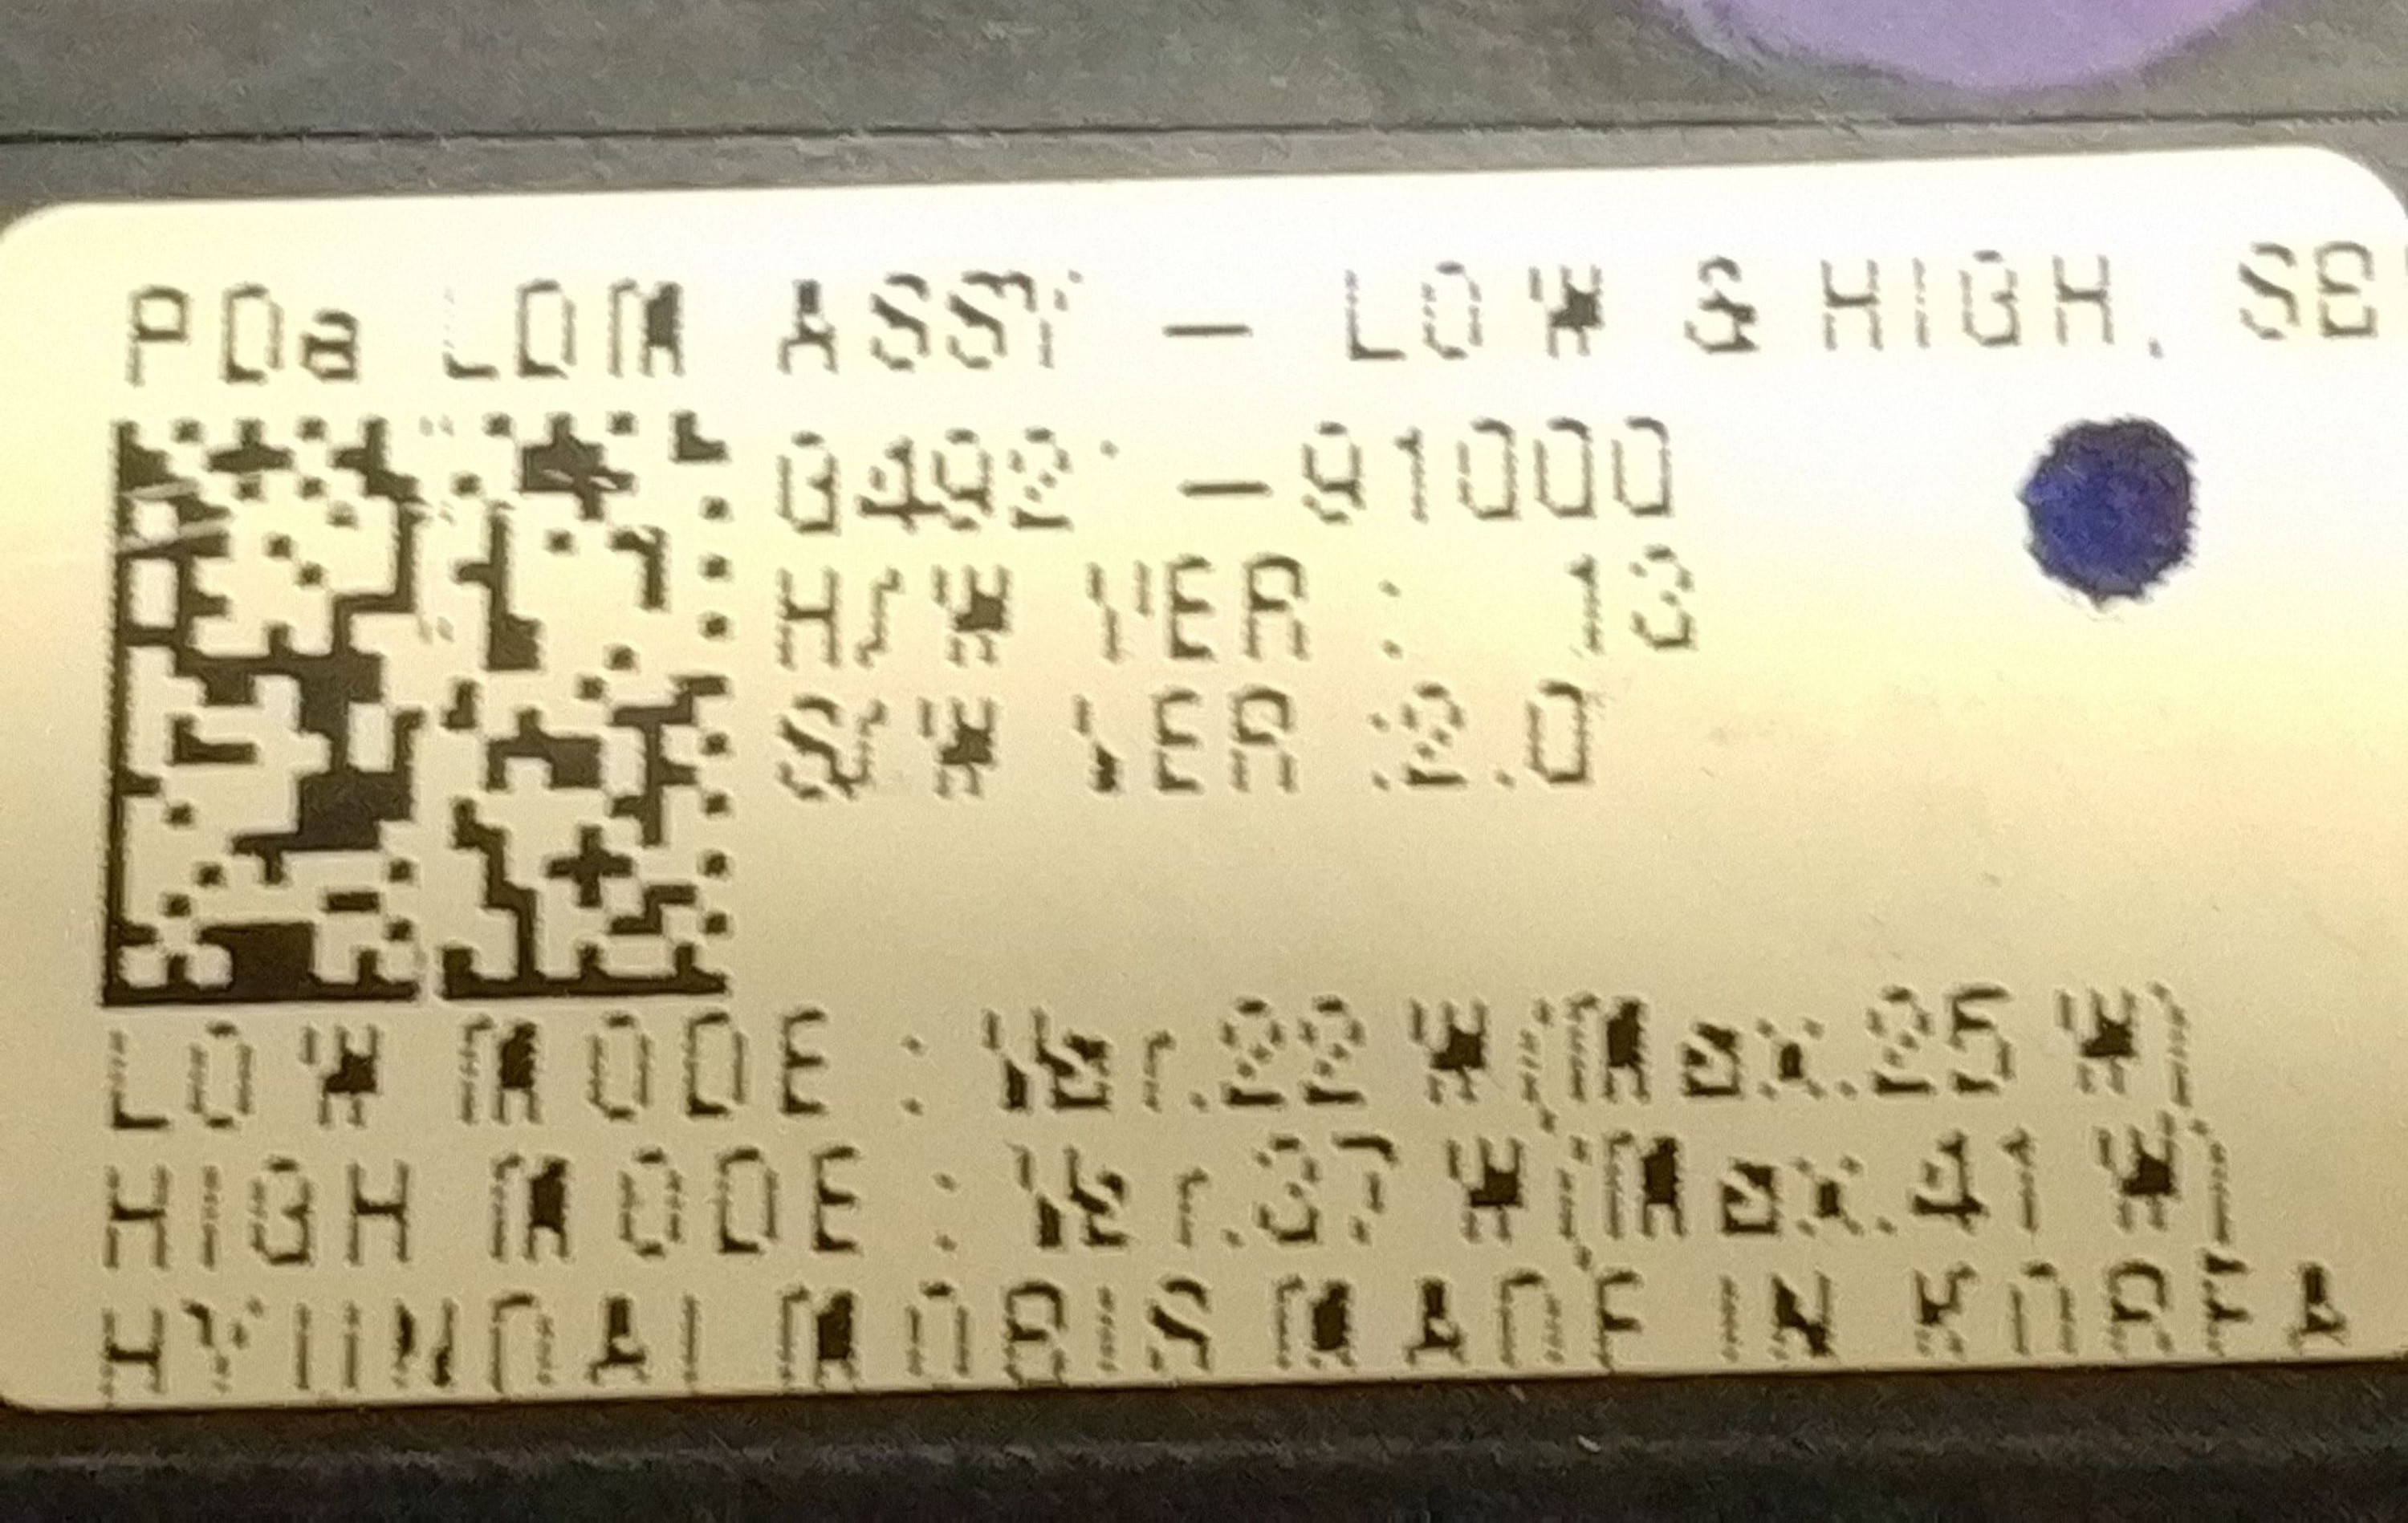 PDa LDM ASSY - LOW & HIGH, SB
G492 -91000
H/W VER : 13
S/W VER :2.0
LOW MODE : Ver.22 W(Max.25 W)
HIGH MODE : Ver.37 W(Max.41 W)
HYUNDAI MOBIS MADE IN KOREA